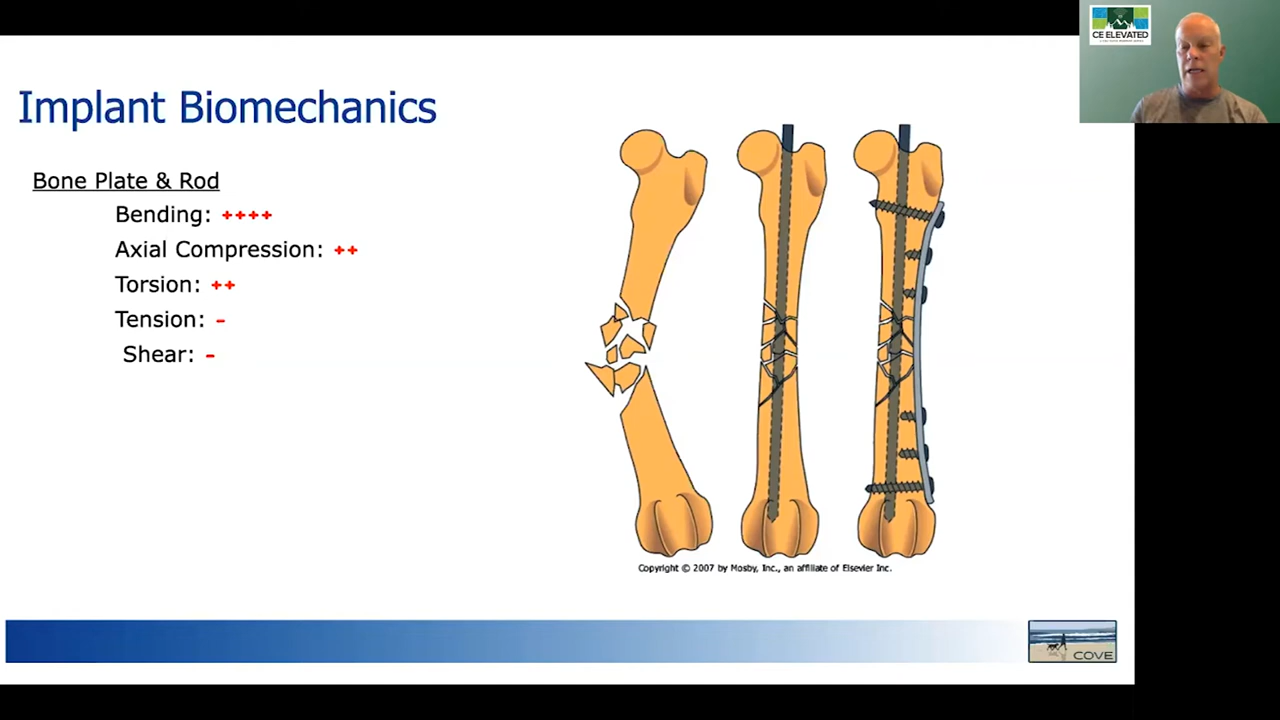 CE ELEVATED
Implant Biomechanics
Bone Plate & Rod
Bending: ++++
Axial Compression: ++
Torsion: ++
Tension: -
Shear: -
Copyright © 2007 by Mosby, Inc., an affiliate of Elsevier Inc.
COVE